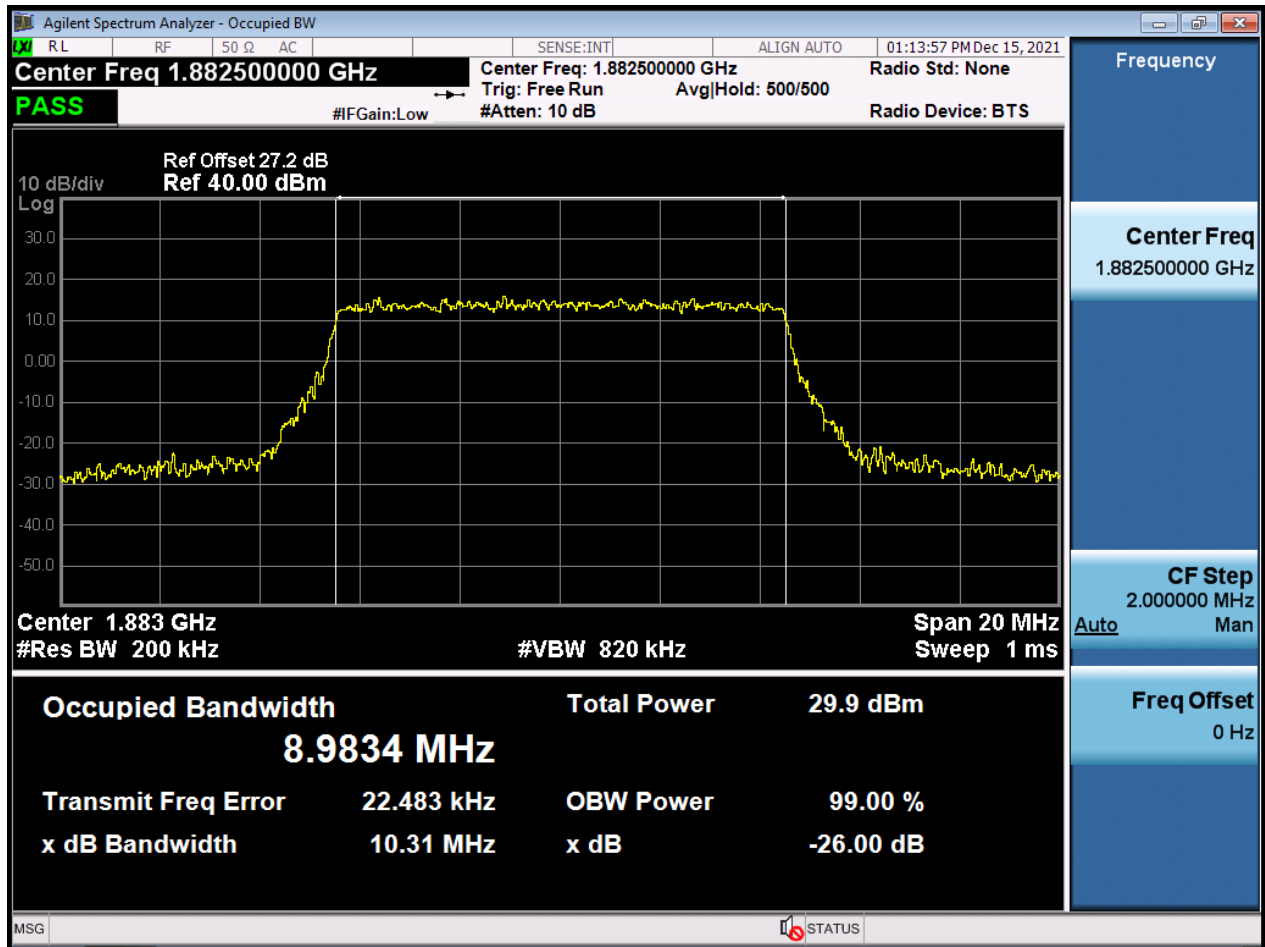 Agilent Spectrum Analyzer - Occupied BW
LXI RL RF 50 Ω AC SENSE:INT ALIGN AUTO 01:13:57 PM Dec 15, 2021
Center Freq 1.882500000 GHz
Center Freq: 1.882500000 GHz
Radio Std: None
Trig: Free Run
Avg|Hold: 500/500
PASS
#IFGain:Low
#Atten: 10 dB
Radio Device: BTS
Ref Offset 27.2 dB
10 dB/div
Ref 40.00 dBm
Log
30.0
20.0
10.0
0.00
-10.0
-20.0
-30.0
-40.0
-50.0
Center 1.883 GHz
Span 20 MHz
#Res BW 200 kHz
#VBW 820 kHz
Sweep 1 ms
Occupied Bandwidth
Total Power 29.9 dBm
8.9834 MHz
Transmit Freq Error 22.483 kHz
OBW Power 99.00 %
x dB Bandwidth 10.31 MHz
x dB -26.00 dB
Frequency
Center Freq
1.882500000 GHz
CF Step
2.000000 MHz
Auto Man
Freq Offset
0 Hz
MSG
STATUS